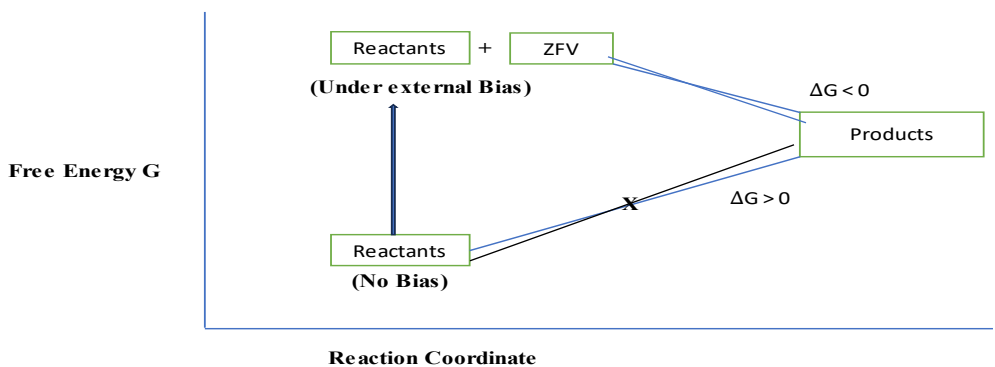 Reactants + ZFV
(Under external Bias)
ΔG < 0
Products
Free Energy G
ΔG > 0
X
Reactants
(No Bias)
Reaction Coordinate